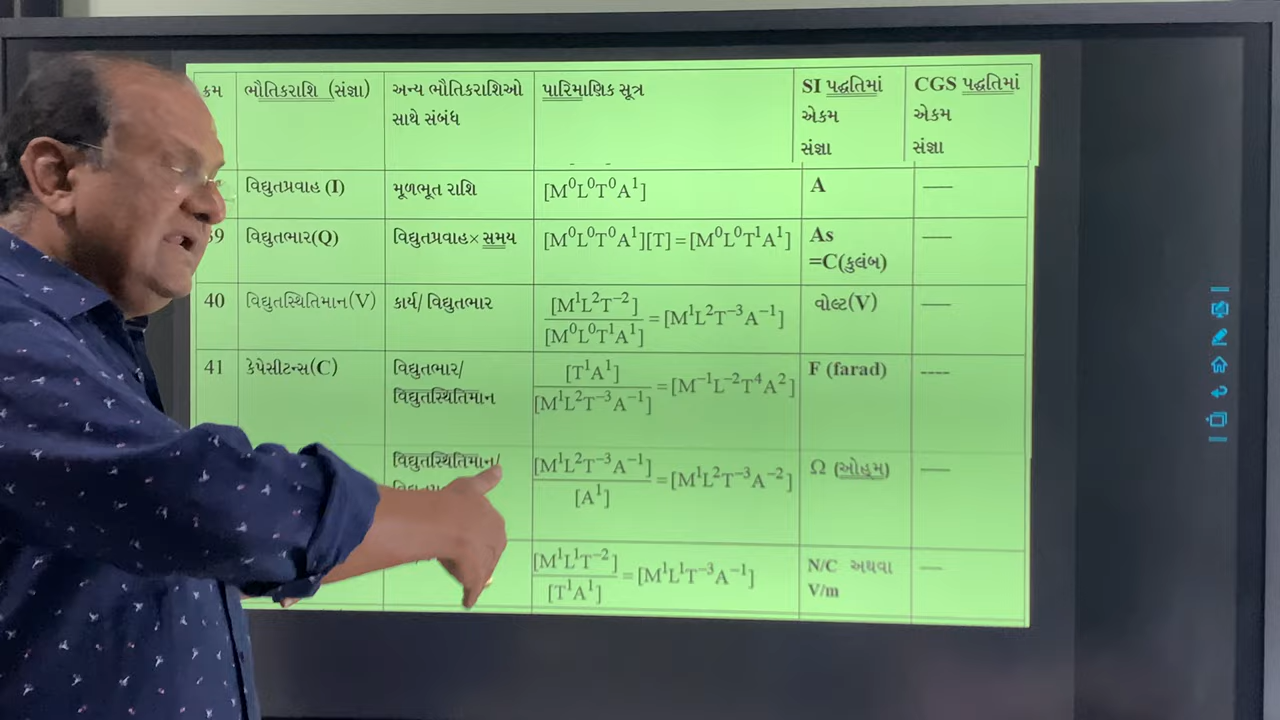 ક્રમ ભૌતિકરાશિ (સંજ્ઞા) અન્ય ભૌતિકરાશિઓ પારિમાણિક સૂત્ર SI પદ્ધતિમાં CGS પદ્ધતિમાં
સાથે સંબંધ એકમ એકમ
સંજ્ઞા સંજ્ઞા
વિદ્યુતપ્રવાહ (I) મૂળભૂત રાશિ [M⁰L⁰T⁰A¹] A —
39 વિદ્યુતભાર(Q) વિદ્યુતપ્રવાહ× સમય [M⁰L⁰T⁰A¹][T]=[M⁰L⁰T¹A¹] As —
=C(કુલંબ)
40 વિદ્યુતસ્થિતિમાન(V) કાર્ય/ વિદ્યુતભાર [M¹L²T⁻²]/[M⁰L⁰T¹A¹]=[M¹L²T⁻³A⁻¹] વોલ્ટ(V) —
41 કેપેસીટન્સ(C) વિદ્યુતભાર/ [T¹A¹]/[M¹L²T⁻³A⁻¹]=[M⁻¹L⁻²T⁴A²] F (farad) ----
વિદ્યુતસ્થિતિમાન
વિદ્યુતસ્થિતિમાન/ [M¹L²T⁻³A⁻¹]/[A¹]=[M¹L²T⁻³A⁻²] Ω (ઓહમ) —
[M¹L¹T⁻²]/[T¹A¹]=[M¹L¹T⁻³A⁻¹] N/C અથવા —
V/m